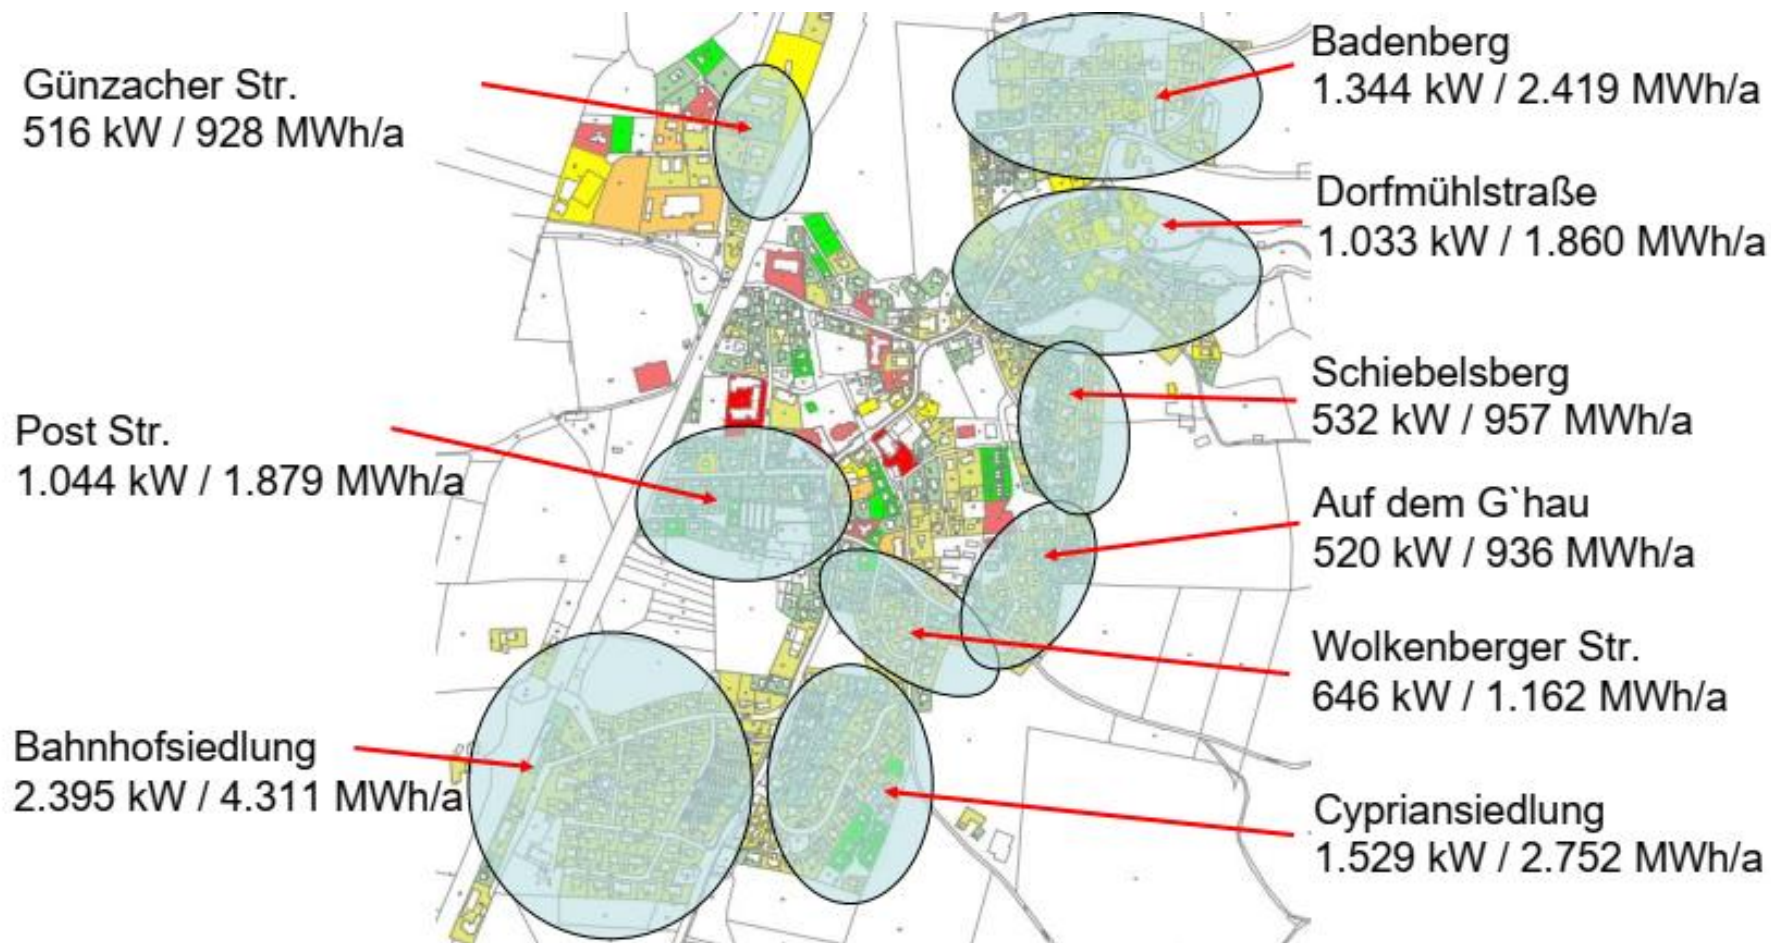 Günzacher Str.
516 kW / 928 MWh/a
Post Str.
1.044 kW / 1.879 MWh/a
Bahnhofsiedlung
2.395 kW / 4.311 MWh/a
Badenberg
1.344 kW / 2.419 MWh/a
Dorfmühlstraße
1.033 kW / 1.860 MWh/a
Schiebelsberg
532 kW / 957 MWh/a
Auf dem G`hau
520 kW / 936 MWh/a
Wolkenberger Str.
646 kW / 1.162 MWh/a
Cypriansiedlung
1.529 kW / 2.752 MWh/a